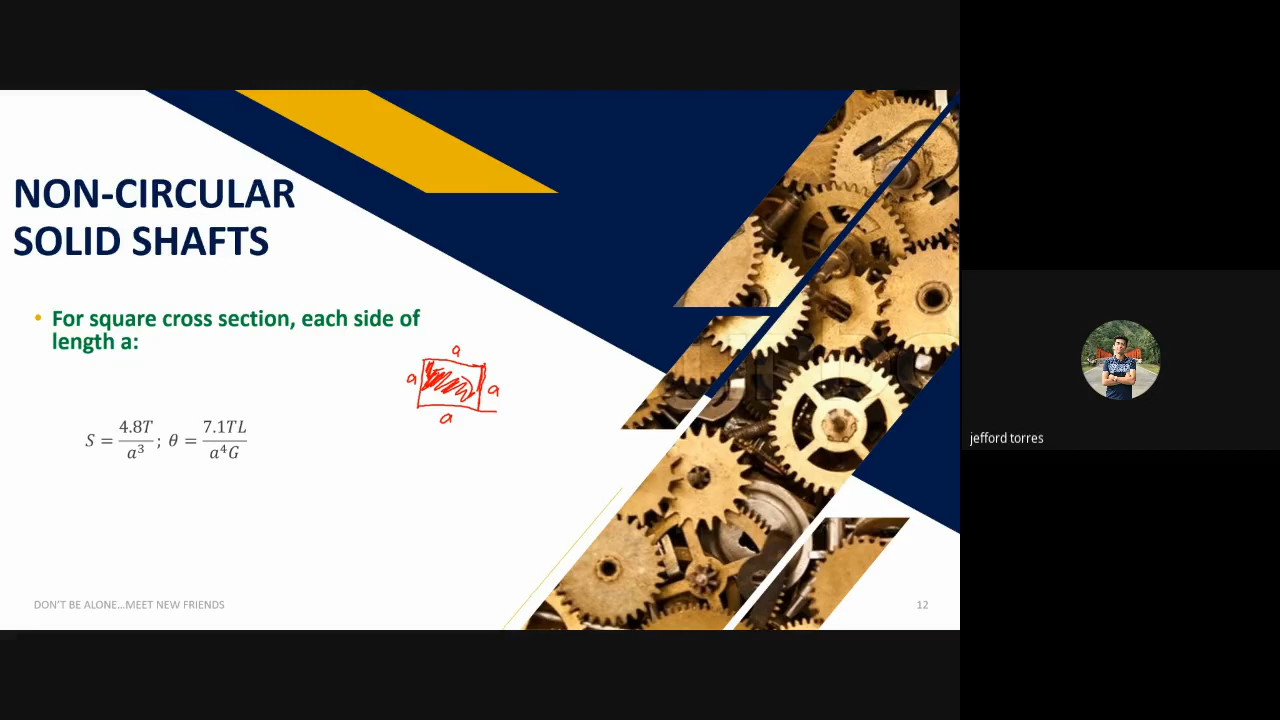 NON-CIRCULAR
SOLID SHAFTS
• For square cross section, each side of
length a:
a
a
a
a
S = 4.8T/a³ ; θ = 7.1TL/a⁴G
jefford torres
DON'T BE ALONE...MEET NEW FRIENDS
12